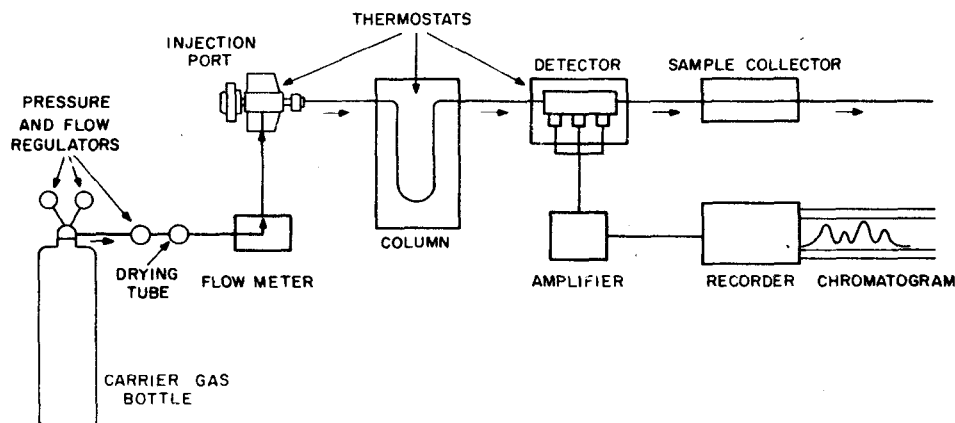 THERMOSTATS
INJECTION
PORT
DETECTOR
SAMPLE COLLECTOR
PRESSURE
AND FLOW
REGULATORS
COLUMN
DRYING
TUBE
FLOW METER
AMPLIFIER
RECORDER
CHROMATOGRAM
CARRIER GAS
BOTTLE